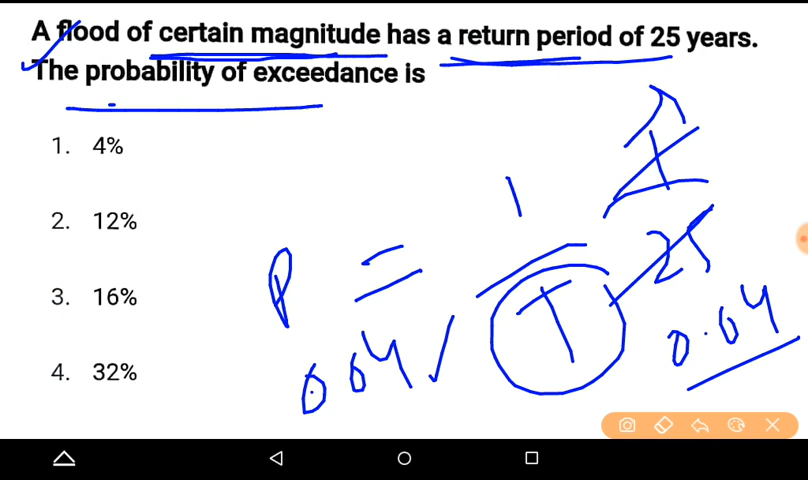 A flood of certain magnitude has a return period of 25 years.
The probability of exceedance is
1. 4%
2. 12%
3. 16%
4. 32%
P = 1
T
25
0.04
0.04